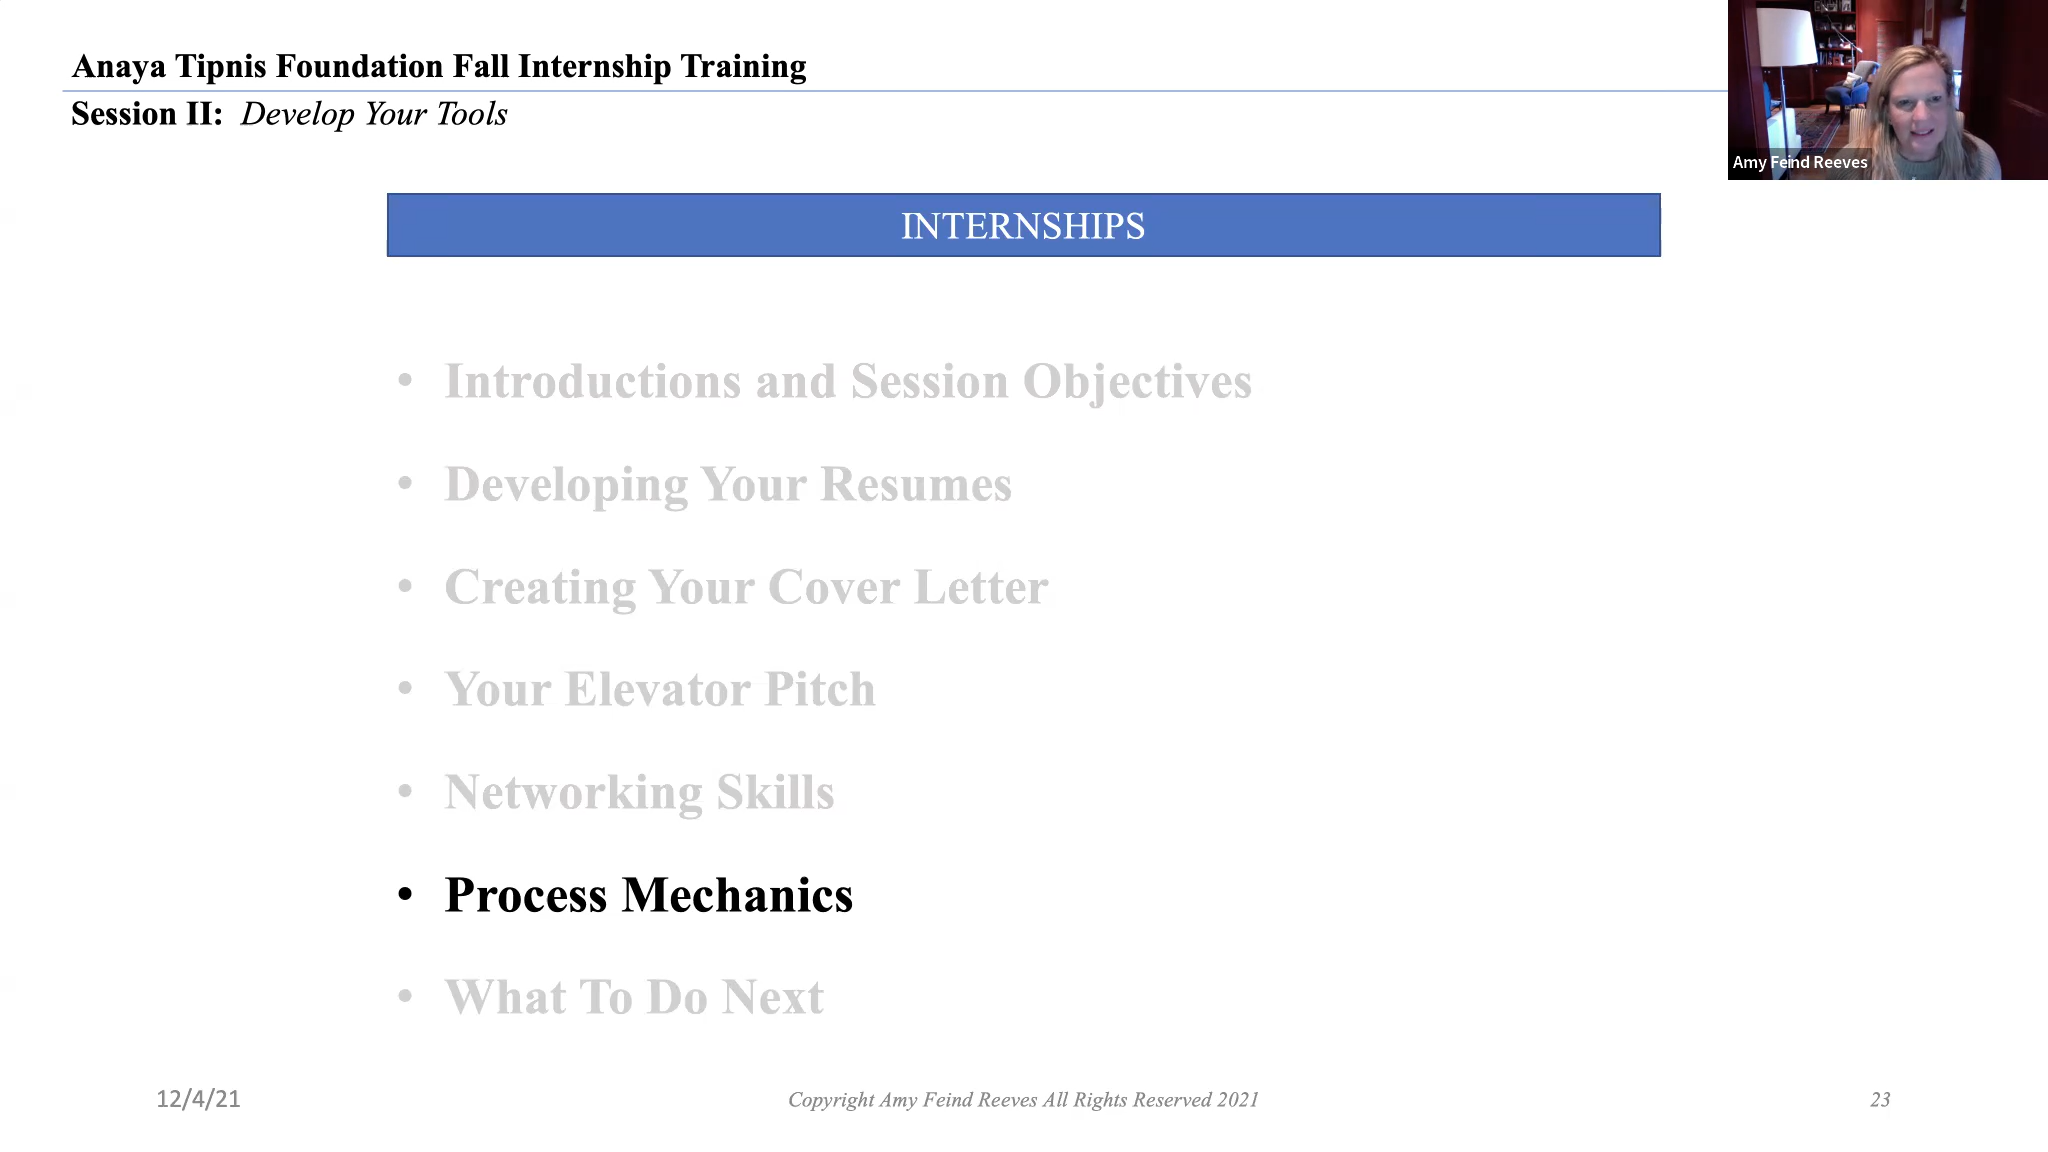 Anaya Tipnis Foundation Fall Internship Training
Session II: Develop Your Tools
Amy Feind Reeves
INTERNSHIPS
• Introductions and Session Objectives
• Developing Your Resumes
• Creating Your Cover Letter
• Your Elevator Pitch
• Networking Skills
• Process Mechanics
• What To Do Next
12/4/21
Copyright Amy Feind Reeves All Rights Reserved 2021
23